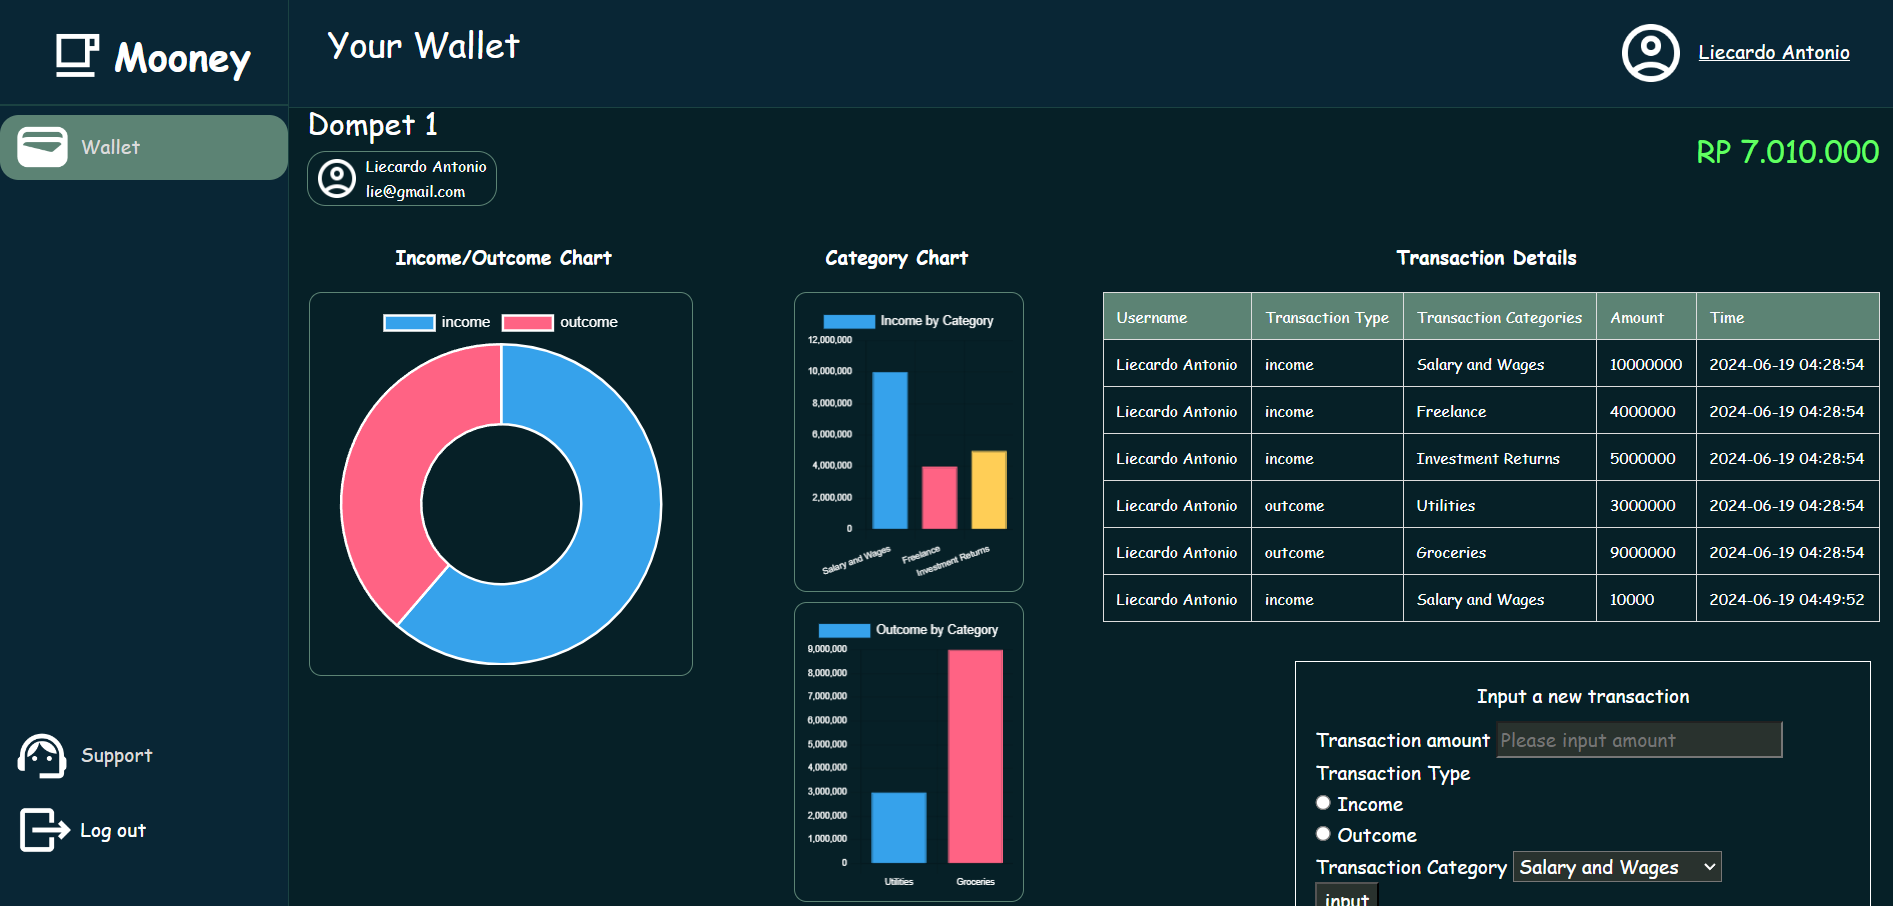 Mooney
Your Wallet
Liecardo Antonio
Wallet
Support
Log out
Dompet 1
Liecardo Antonio
lie@gmail.com
RP 7.010.000
Income/Outcome Chart
income outcome
Category Chart
Income by Category
12,000,000
10,000,000
8,000,000
6,000,000
4,000,000
2,000,000
0
Salary and Wages Freelance Investment Returns
Outcome by Category
9,000,000
8,000,000
7,000,000
6,000,000
5,000,000
4,000,000
3,000,000
2,000,000
1,000,000
0
Utilities Groceries
Transaction Details
Username Transaction Type Transaction Categories Amount Time
Liecardo Antonio income Salary and Wages 10000000 2024-06-19 04:28:54
Liecardo Antonio income Freelance 4000000 2024-06-19 04:28:54
Liecardo Antonio income Investment Returns 5000000 2024-06-19 04:28:54
Liecardo Antonio outcome Utilities 3000000 2024-06-19 04:28:54
Liecardo Antonio outcome Groceries 9000000 2024-06-19 04:28:54
Liecardo Antonio income Salary and Wages 10000 2024-06-19 04:49:52
Input a new transaction
Transaction amount Please input amount
Transaction Type
Income
Outcome
Transaction Category Salary and Wages
input